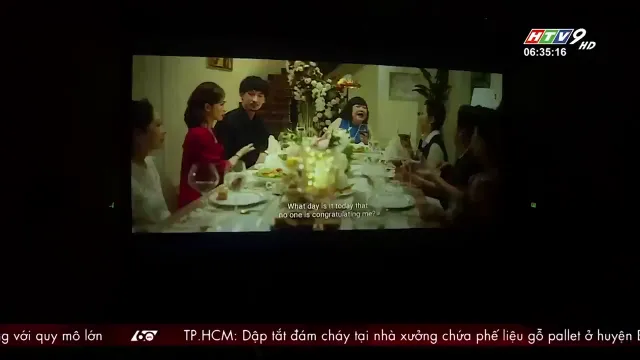 HTV9 HD
06:35:16
What day is it today that
no one is congratulating me?
g với quy mô lớn 60 TP.HCM: Dập tắt đám cháy tại nhà xưởng chứa phế liệu gỗ pallet ở huyện